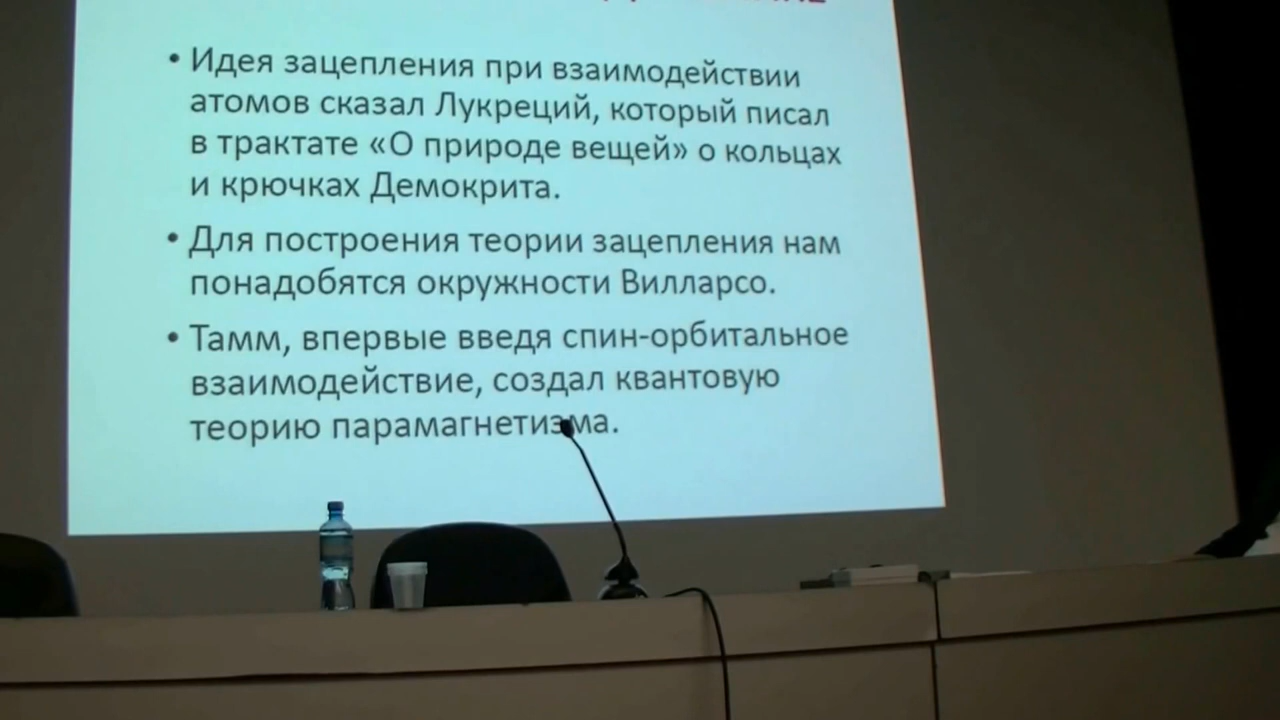 • Идея зацепления при взаимодействии
атомов сказал Лукреций, который писал
в трактате «О природе вещей» о кольцах
и крючках Демокрита.
• Для построения теории зацепления нам
понадобятся окружности Вилларсо.
• Тамм, впервые введя спин-орбитальное
взаимодействие, создал квантовую
теорию парамагнетизма.